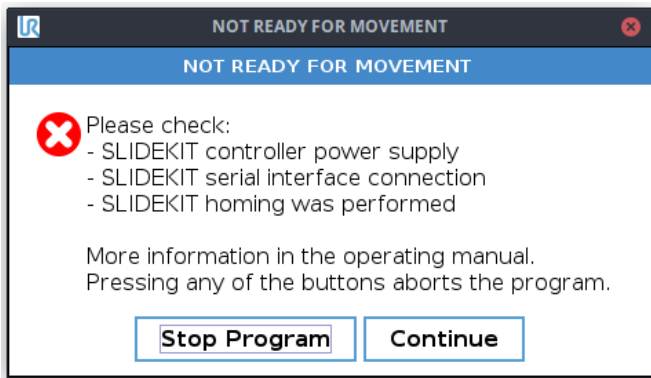 UR
NOT READY FOR MOVEMENT
NOT READY FOR MOVEMENT
Please check:
- SLIDEKIT controller power supply
- SLIDEKIT serial interface connection
- SLIDEKIT homing was performed
More information in the operating manual.
Pressing any of the buttons aborts the program.
Stop Program
Continue